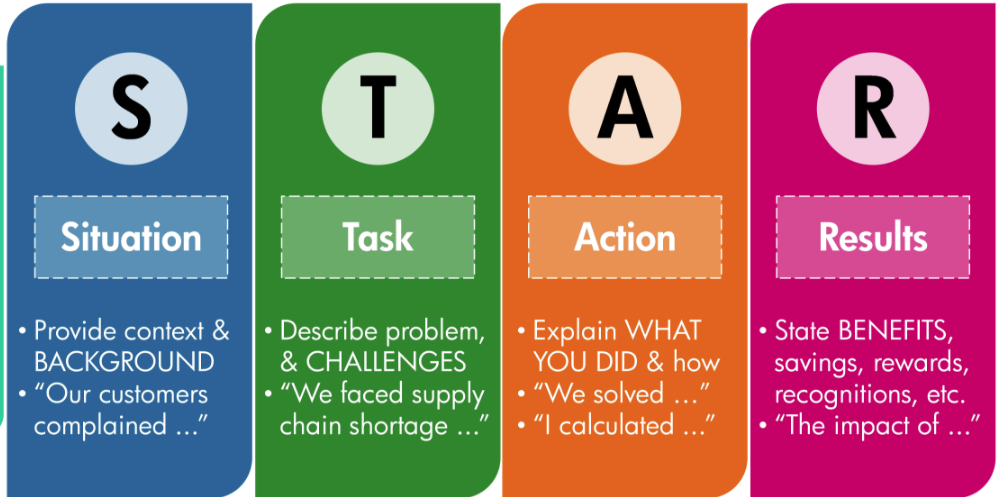 S
Situation
• Provide context &
BACKGROUND
• “Our customers
complained ...”
T
Task
• Describe problem,
& CHALLENGES
• “We faced supply
chain shortage ...”
A
Action
• Explain WHAT
YOU DID & how
• “We solved ...”
• “I calculated ...”
R
Results
• State BENEFITS,
savings, rewards,
recognitions, etc.
• “The impact of ...”